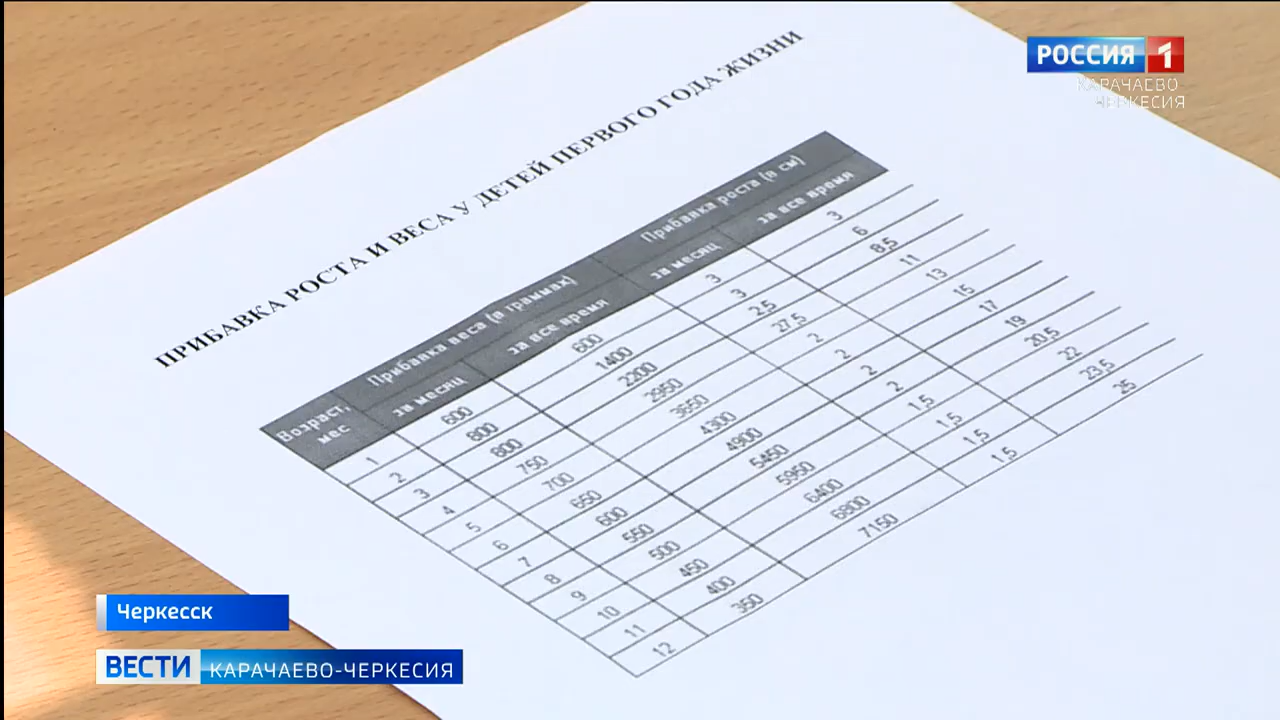 РОССИЯ 1
КАРАЧАЕВО
ЧЕРКЕСИЯ
ПРИБАВКА РОСТА И ВЕСА У ДЕТЕЙ ПЕРВОГО ГОДА ЖИЗНИ
Возраст, мес Прибавка веса (в граммах) Прибавка роста (в см)
за месяц за все время за месяц за все время
1 600 600 3 3
2 800 1400 3 6
3 800 2200 2,5 8,5
4 750 2950 27,5 11
5 700 3650 2 13
6 650 4300 2 15
7 600 4900 2 17
8 550 5450 2 19
9 500 5950 1,5 20,5
10 450 6400 1,5 22
11 400 6800 1,5 23,5
12 350 7150 1,5 25
Черкесск
ВЕСТИ КАРАЧАЕВО-ЧЕРКЕСИЯ